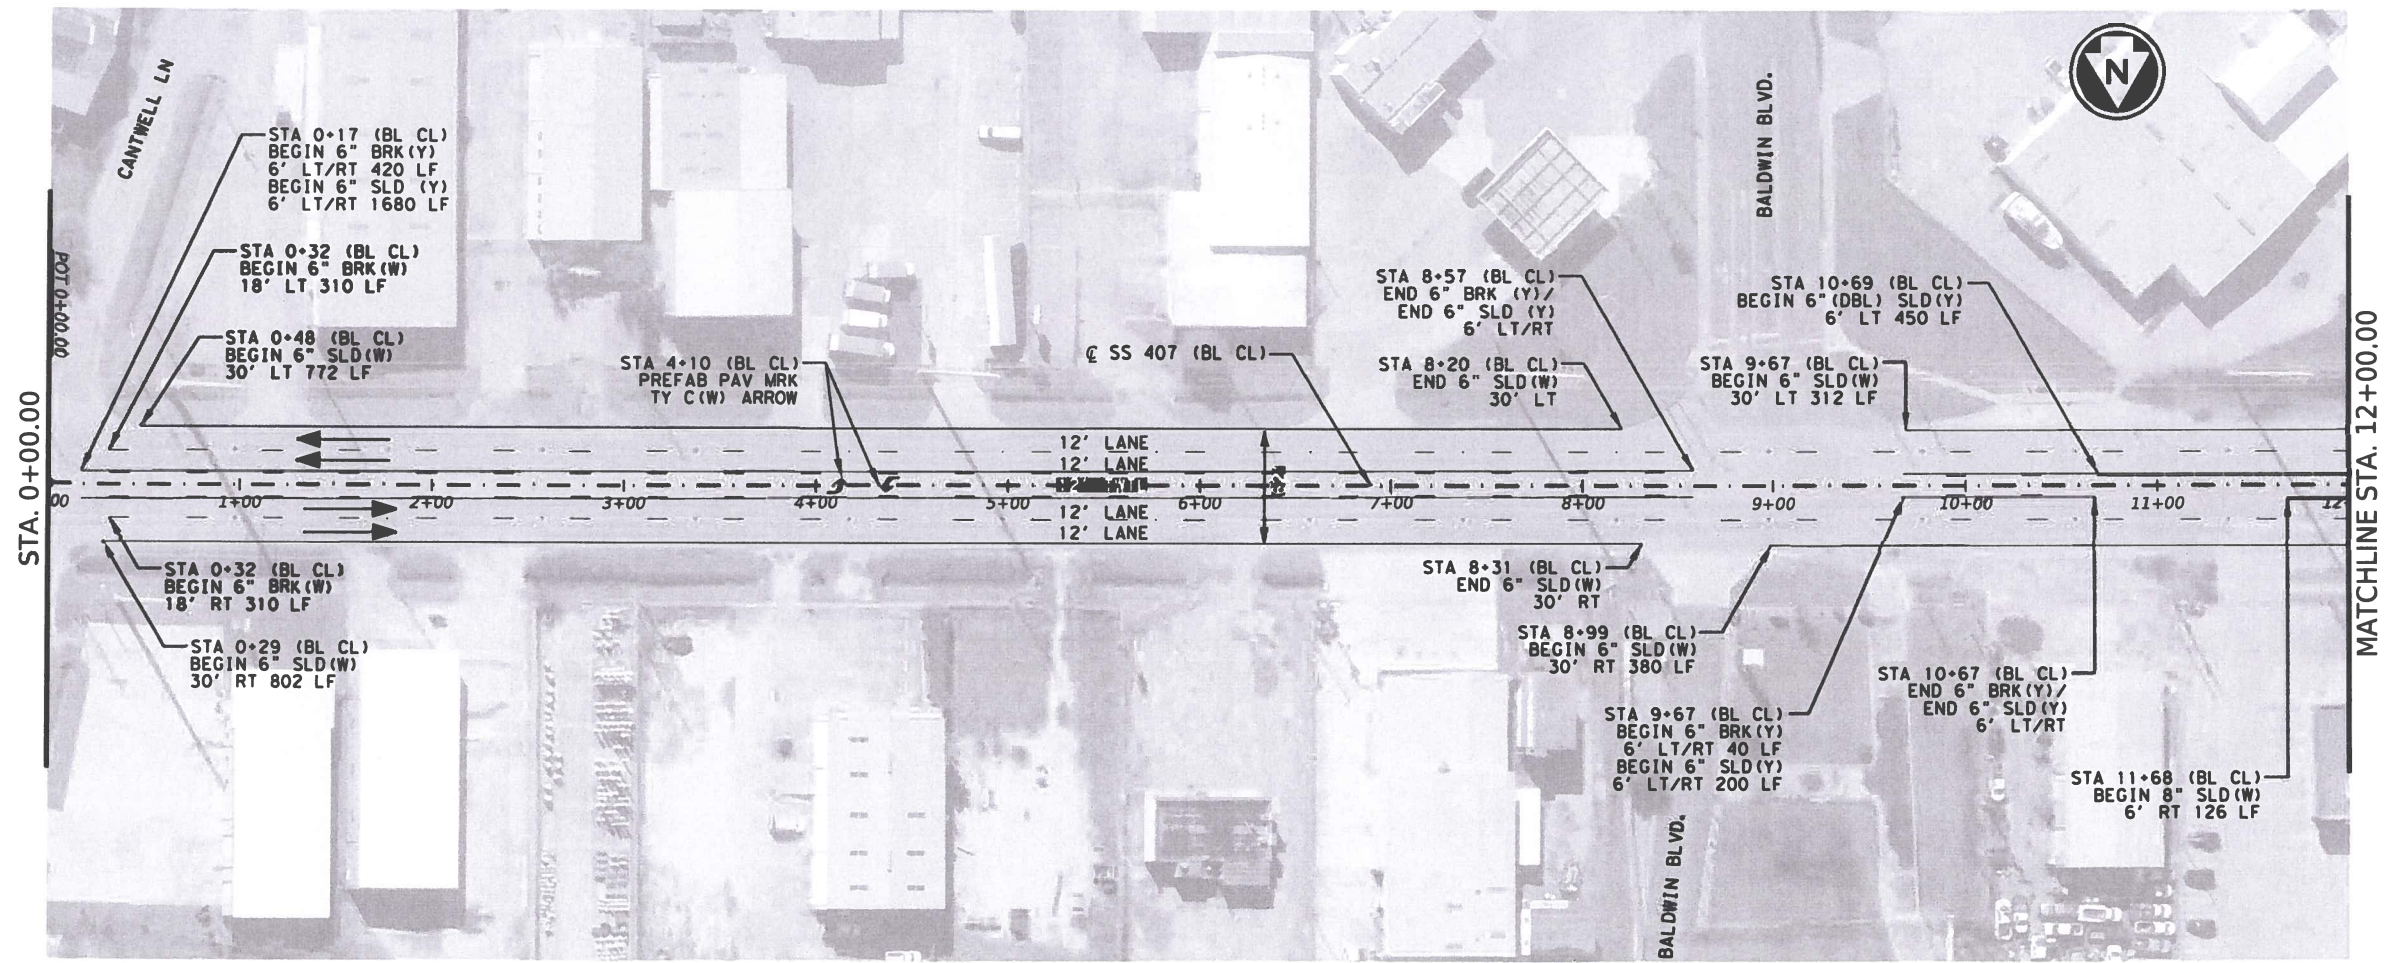 N
CANTWELL LN
BALDWIN BLVD.
STA 0+17 (BL CL)
BEGIN 6" BRK(Y)
6' LT/RT 420 LF
BEGIN 6" SLD (Y)
6' LT/RT 1680 LF
STA 0+32 (BL CL)
BEGIN 6" BRK(W)
18' LT 310 LF
STA 0+48 (BL CL)
BEGIN 6" SLD(W)
30' LT 772 LF
POT 0+00.00
STA 4+10 (BL CL)
PREFAB PAV MRK
TY C(W) ARROW
℄ SS 407 (BL CL)
STA 8+57 (BL CL)
END 6" BRK (Y)/
END 6" SLD (Y)
6' LT/RT
STA 8+20 (BL CL)
END 6" SLD(W)
30' LT
STA 10+69 (BL CL)
BEGIN 6"(DBL) SLD(Y)
6' LT 450 LF
STA 9+67 (BL CL)
BEGIN 6" SLD(W)
30' LT 312 LF
STA. 0+00.00
MATCHLINE STA. 12+00.00
12' LANE
12' LANE
00 1+00 2+00 3+00 4+00 5+00 6+00 7+00 8+00 9+00 10+00 11+00 12
12' LANE
12' LANE
STA 0+32 (BL CL)
BEGIN 6" BRK(W)
18' RT 310 LF
STA 0+29 (BL CL)
BEGIN 6" SLD(W)
30' RT 802 LF
STA 8+31 (BL CL)
END 6" SLD(W)
30' RT
STA 8+99 (BL CL)
BEGIN 6" SLD(W)
30' RT 380 LF
STA 9+67 (BL CL)
BEGIN 6" BRK(Y)
6' LT/RT 40 LF
BEGIN 6" SLD(Y)
6' LT/RT 200 LF
STA 10+67 (BL CL)
END 6" BRK(Y)/
END 6" SLD(Y)
6' LT/RT
STA 11+68 (BL CL)
BEGIN 8" SLD(W)
6' RT 126 LF
BALDWIN BLVD.